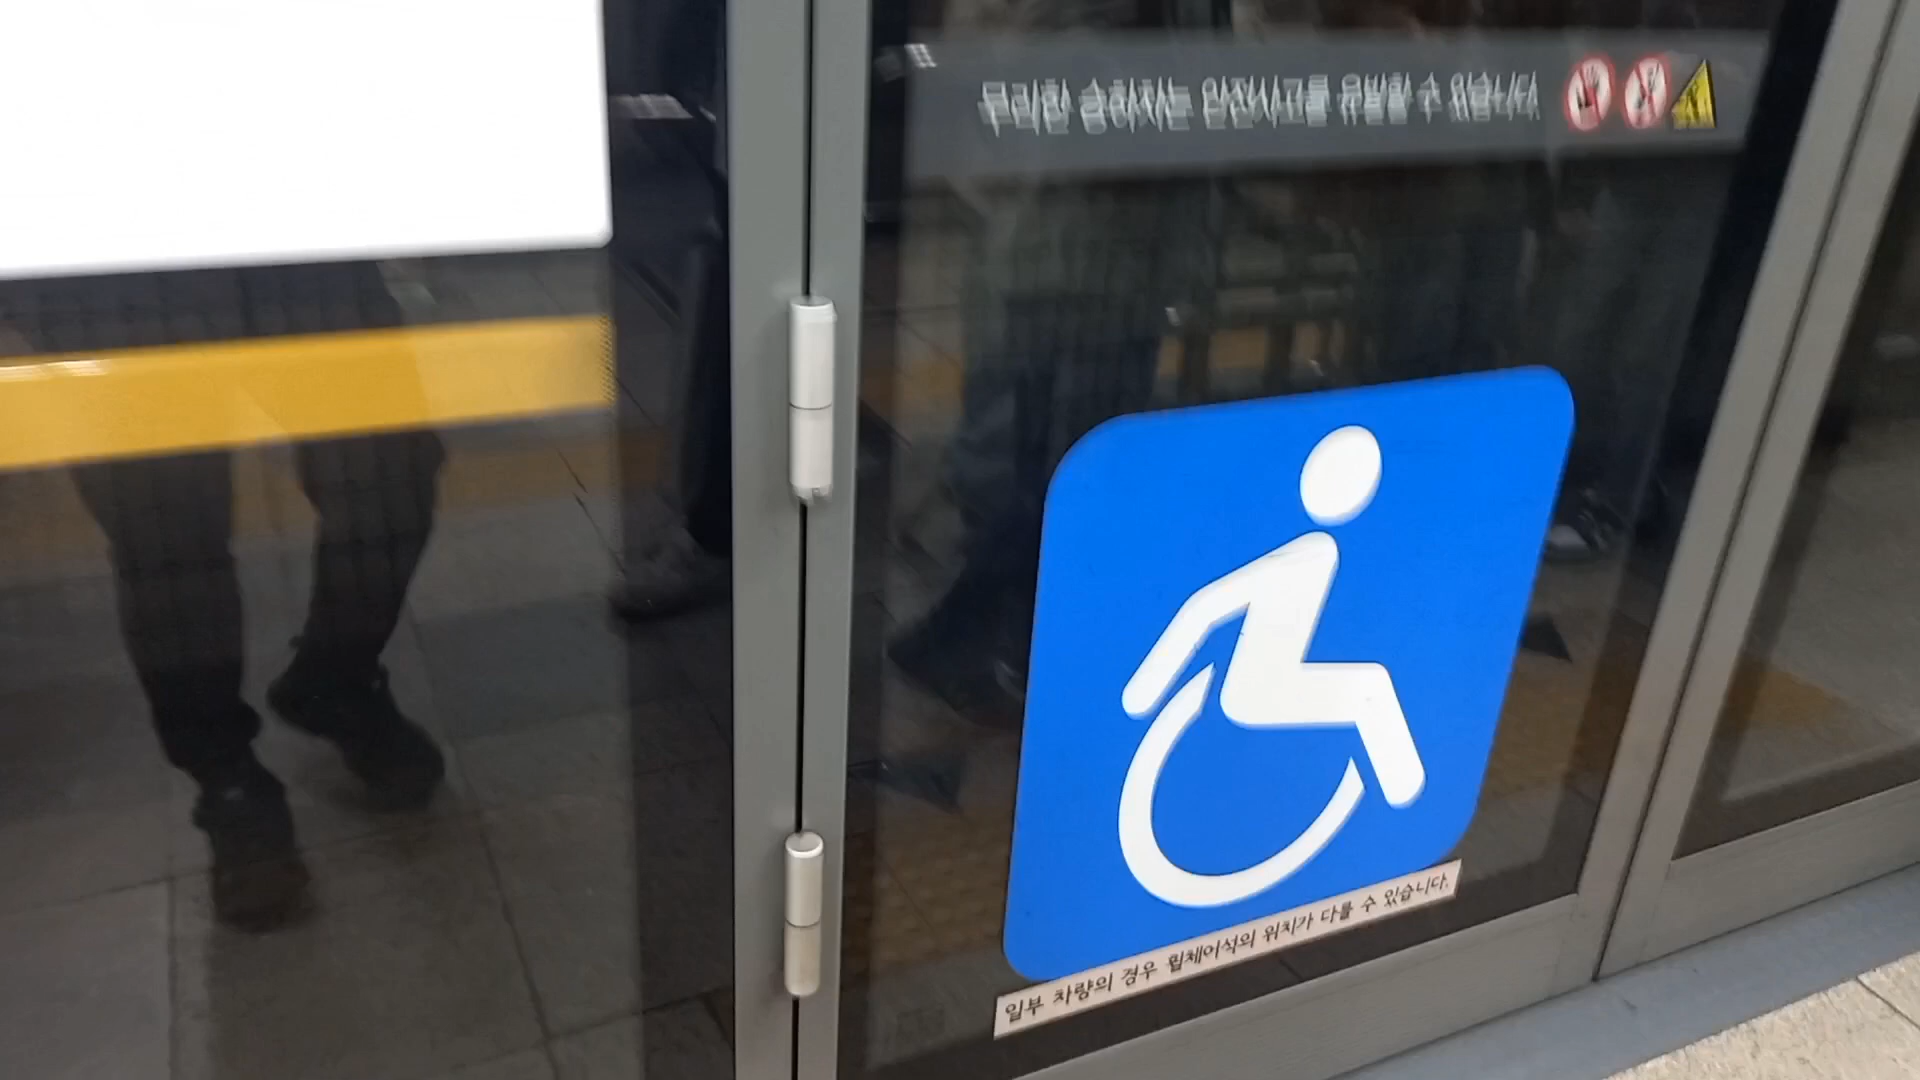 무리한 승하차는 안전사고를 유발할 수 있습니다
일부 차량의 경우 휠체어석의 위치가 다를 수 있습니다.